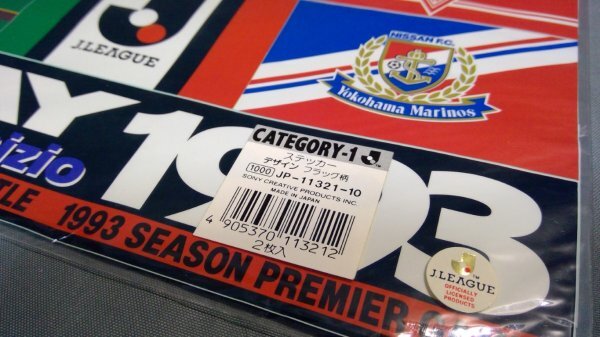 J.LEAGUE
NISSAN F.C.
Yokohama Marinos
AY 1993
izio
CATEGORY-1
ステッカー
デザイン フラッグ柄
1000 JP-11321-10
SONY CREATIVE PRODUCTS INC.
MADE IN JAPAN
4 905370 113212
2枚入
TLE 1993 SEASON PREMIER
J.LEAGUE
TM
OFFICIALLY
LICENSED
PRODUCTS